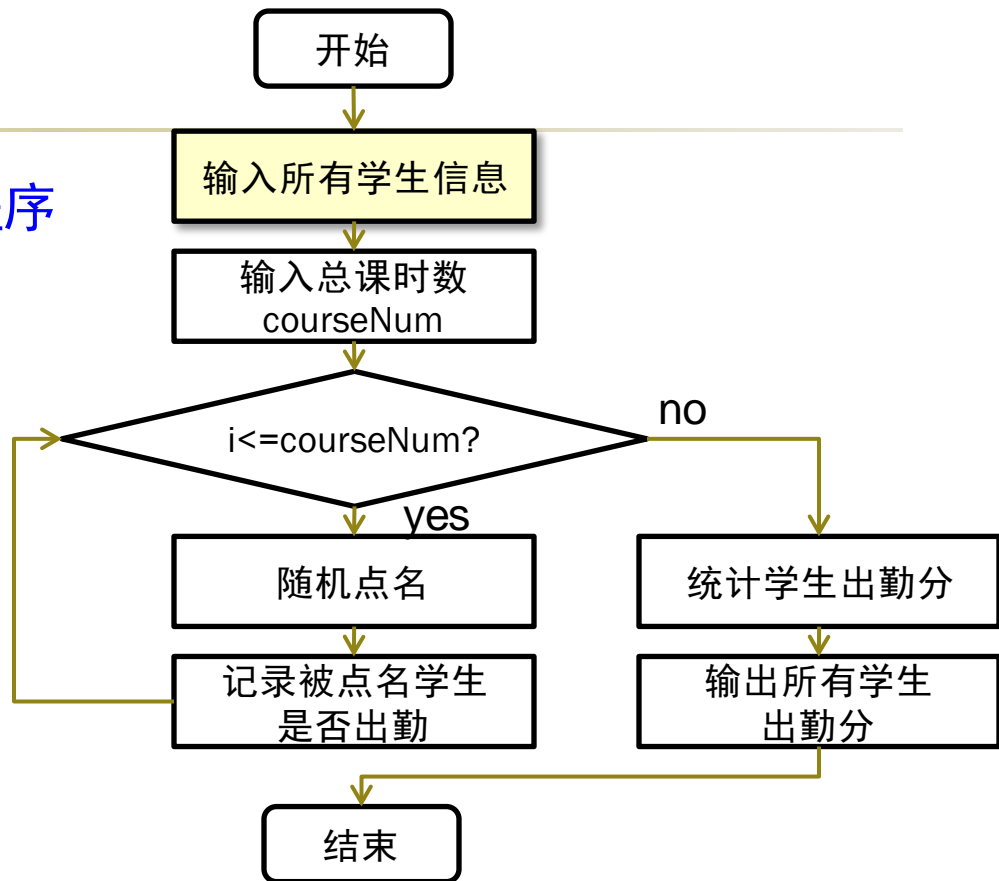 开始
输入所有学生信息
序
输入总课时数
courseNum
i<=courseNum?
no
yes
随机点名
统计学生出勤分
记录被点名学生
是否出勤
输出所有学生
出勤分
结束